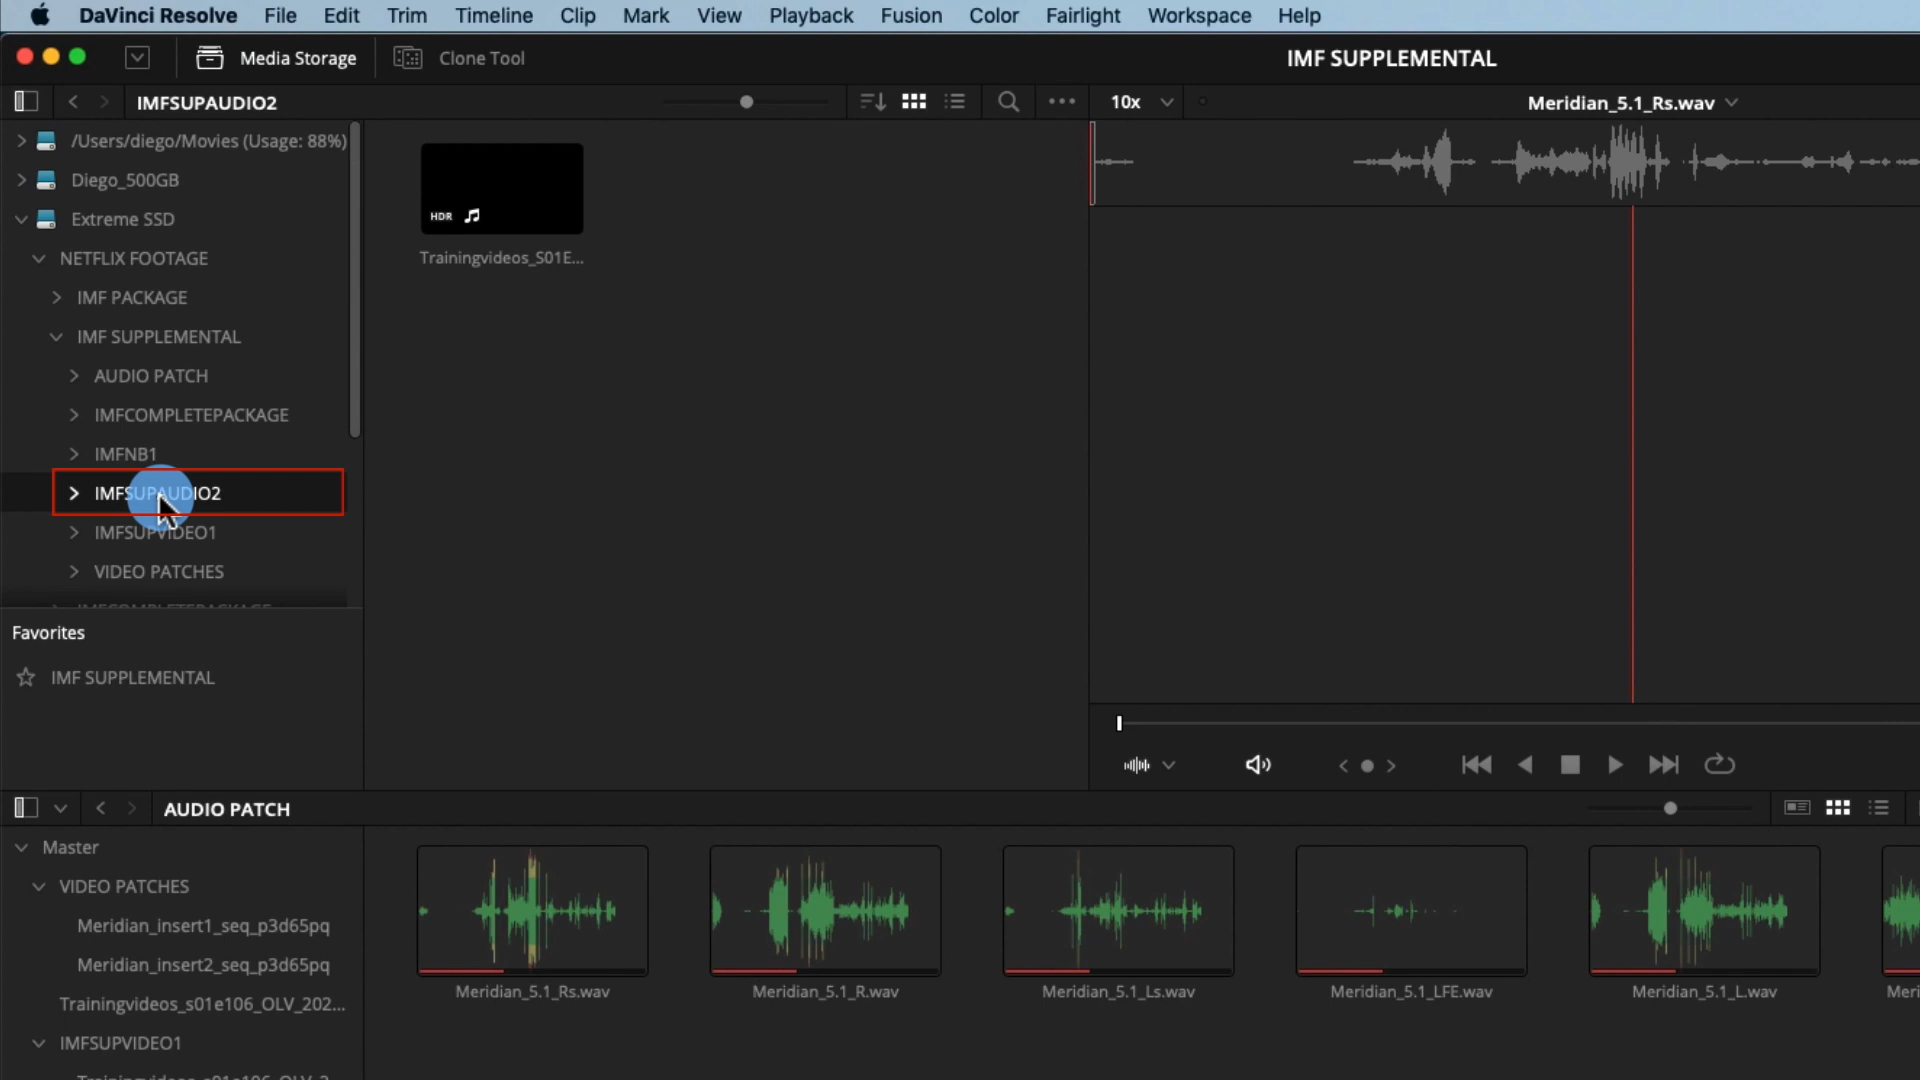 DaVinci Resolve File Edit Trim Timeline Clip Mark View Playback Fusion Color Fairlight Workspace Help
Media Storage Clone Tool IMF SUPPLEMENTAL
IMFSUPAUDIO2 10x Meridian_5.1_Rs.wav
/Users/diego/Movies (Usage: 88%)
Diego_500GB
Extreme SSD
NETFLIX FOOTAGE
IMF PACKAGE
IMF SUPPLEMENTAL
AUDIO PATCH
IMFCOMPLETEPACKAGE
IMFNB1
IMFSUPAUDIO2
IMFSUPVIDEO1
VIDEO PATCHES
HDR
Trainingvideos_S01E...
Favorites
IMF SUPPLEMENTAL
AUDIO PATCH
Master
VIDEO PATCHES
Meridian_insert1_seq_p3d65pq
Meridian_insert2_seq_p3d65pq
Trainingvideos_s01e106_OLV_202...
IMFSUPVIDEO1
Meridian_5.1_Rs.wav Meridian_5.1_R.wav Meridian_5.1_Ls.wav Meridian_5.1_LFE.wav Meridian_5.1_L.wav Meri